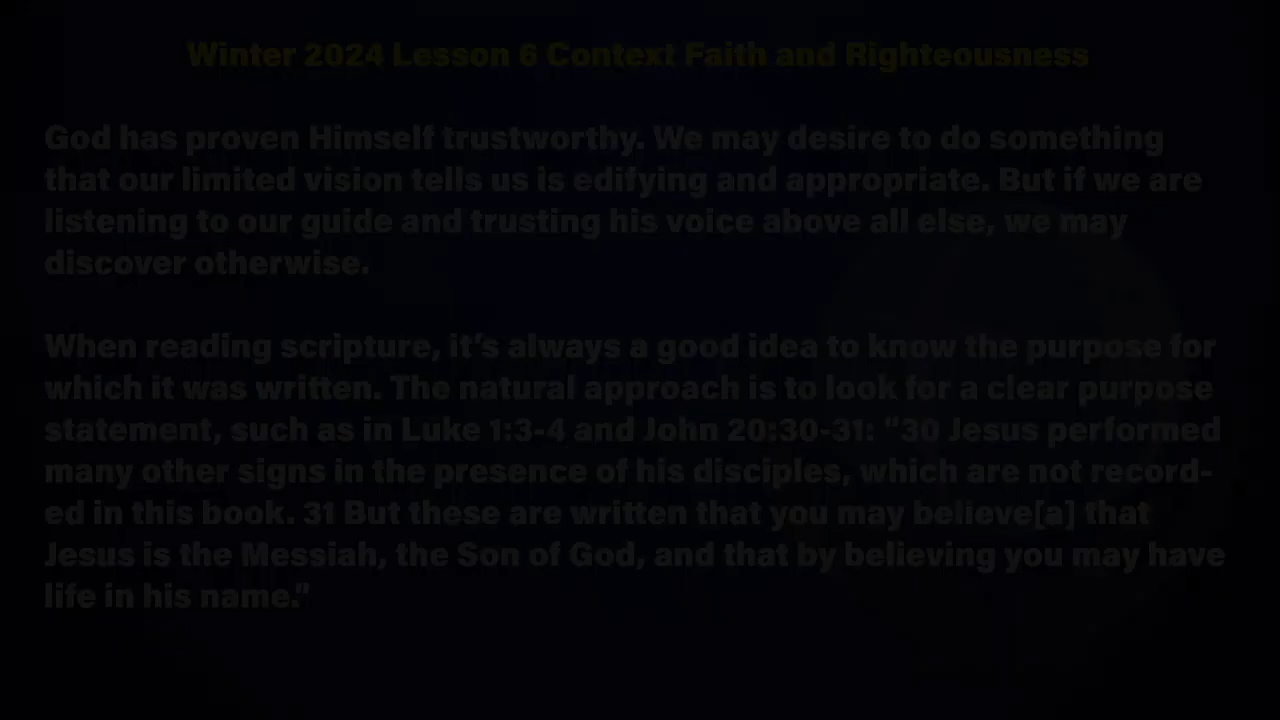 Winter 2024 Lesson 6 Context Faith and Righteousness
God has proven Himself trustworthy. We may desire to do something
that our limited vision tells us is edifying and appropriate. But if we are
listening to our guide and trusting his voice above all else, we may
discover otherwise.
When reading scripture, it’s always a good idea to know the purpose for
which it was written. The natural approach is to look for a clear purpose
statement, such as in Luke 1:3-4 and John 20:30-31: "30 Jesus performed
many other signs in the presence of his disciples, which are not record-
ed in this book. 31 But these are written that you may believe[a] that
Jesus is the Messiah, the Son of God, and that by believing you may have
life in his name."